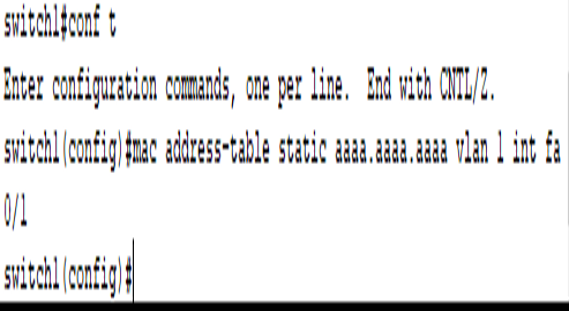 switch1#conf t
Enter configuration commands, one per line.  End with CNTL/Z.
switch1(config)#mac address-table static aaaa.aaaa.aaaa vlan 1 int fa
0/1
switch1(config)#